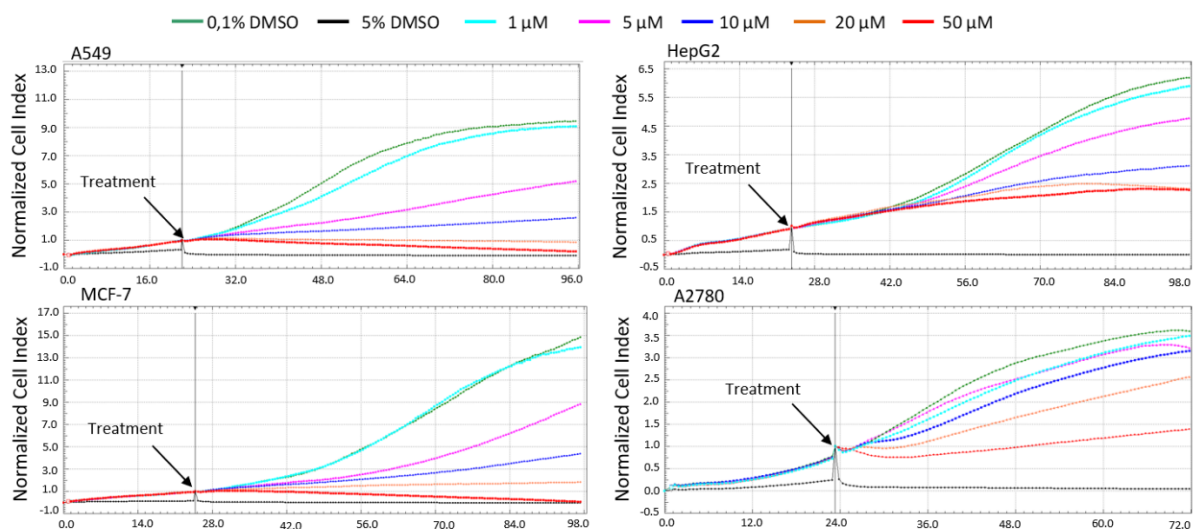 0,1% DMSO 5% DMSO 1 µM 5 µM 10 µM 20 µM 50 µM
A549
Normalized Cell Index
13.0
11.0
9.0
7.0
5.0
3.0
1.0
-1.0
Treatment
0.0 16.0 32.0 48.0 64.0 80.0 96.0
HepG2
Normalized Cell Index
6.5
5.5
4.5
3.5
2.5
1.5
0.5
-0.5
Treatment
0.0 14.0 28.0 42.0 56.0 70.0 84.0 98.0
MCF-7
Normalized Cell Index
17.0
15.0
13.0
11.0
9.0
7.0
5.0
3.0
1.0
-1.0
Treatment
0.0 14.0 28.0 42.0 56.0 70.0 84.0 98.0
A2780
Normalized Cell Index
4.0
3.5
3.0
2.5
2.0
1.5
1.0
0.5
0.0
-0.5
Treatment
0.0 12.0 24.0 36.0 48.0 60.0 72.0